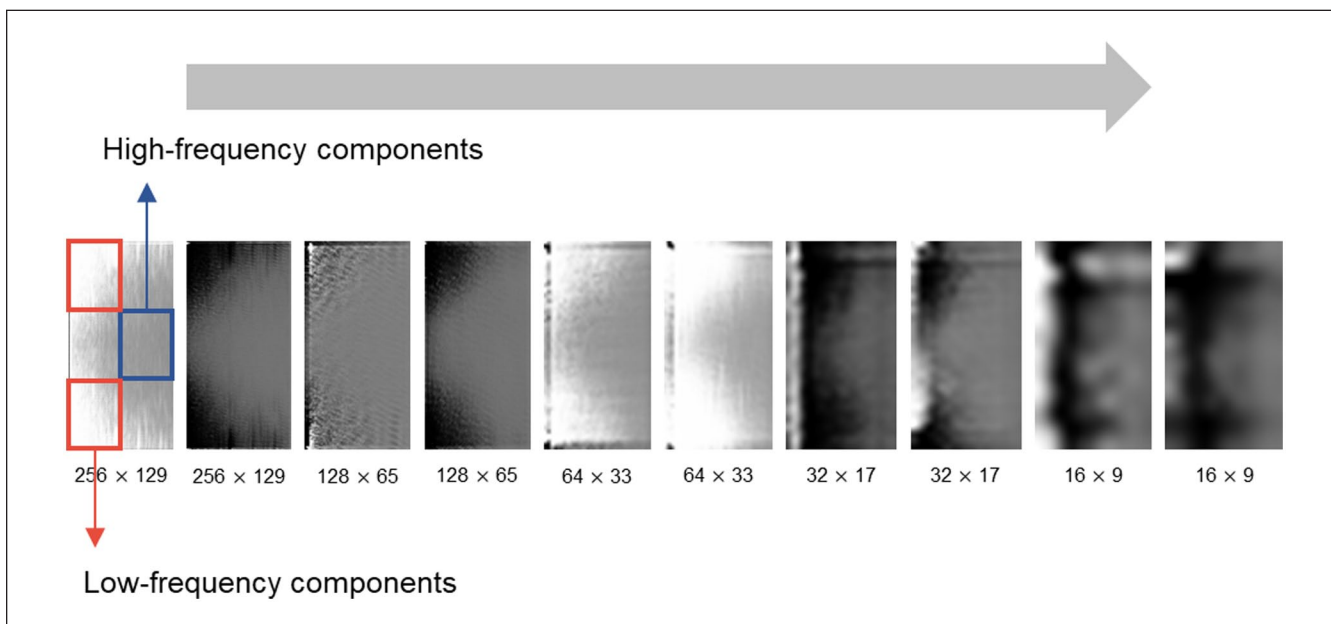 High-frequency components
256 × 129 256 × 129 128 × 65 128 × 65 64 × 33 64 × 33 32 × 17 32 × 17 16 × 9 16 × 9
Low-frequency components